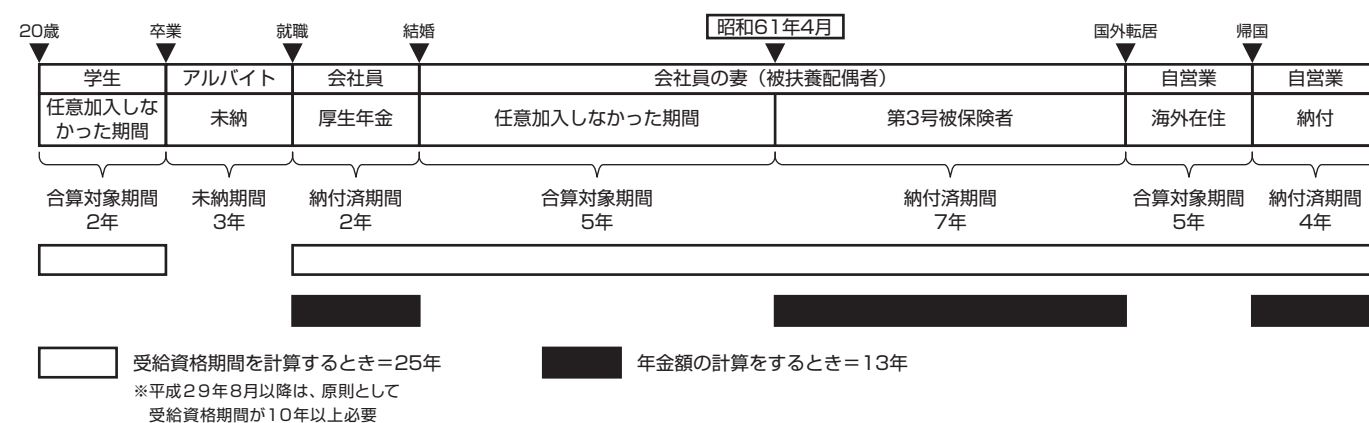 20歳 卒業 就職 結婚 昭和61年4月 国外転居 帰国
学生 アルバイト 会社員 会社員の妻（被扶養配偶者） 自営業 自営業
任意加入しな
かった期間
未納 厚生年金 任意加入しなかった期間 第3号被保険者 海外在住 納付
合算対象期間 未納期間 納付済期間 合算対象期間 納付済期間 合算対象期間 納付済期間
2年 3年 2年 5年 7年 5年 4年
受給資格期間を計算するとき＝25年 年金額の計算をするとき＝13年
※平成29年8月以降は、原則として
受給資格期間が10年以上必要